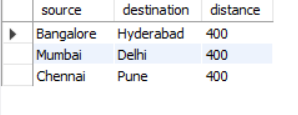 source destination distance
Bangalore Hyderabad 400
Mumbai Delhi 400
Chennai Pune 400